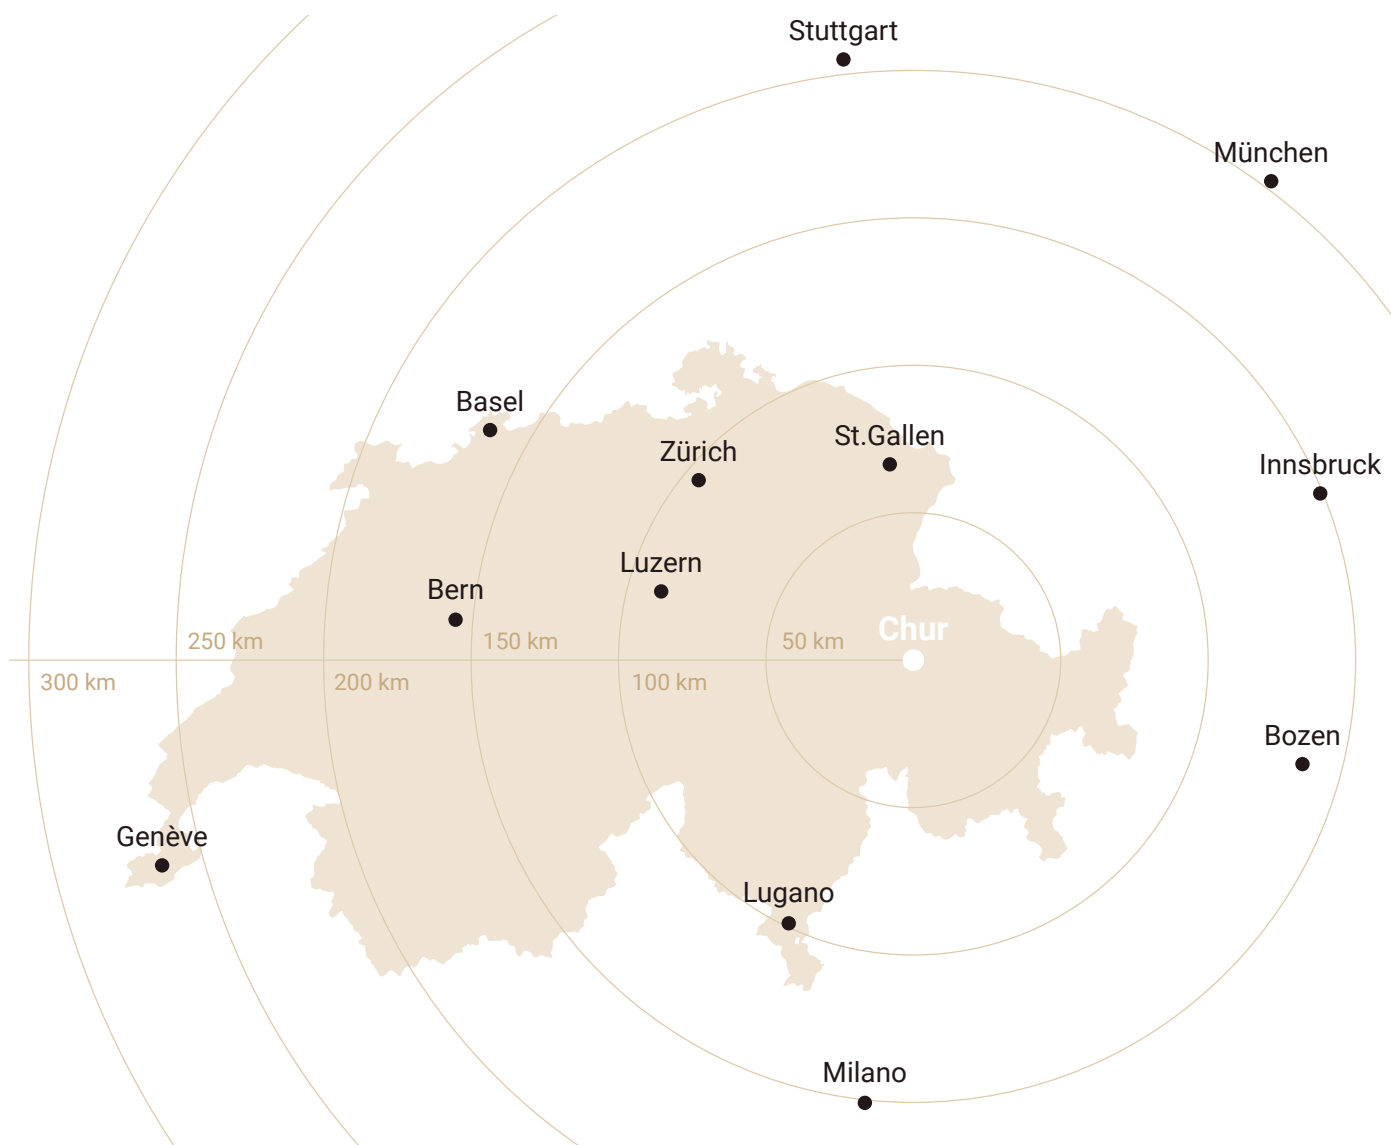 Stuttgart
München
Basel
Zürich
St.Gallen
Innsbruck
Luzern
Bern
Chur
250 km
150 km
50 km
300 km
200 km
100 km
Bozen
Genève
Lugano
Milano